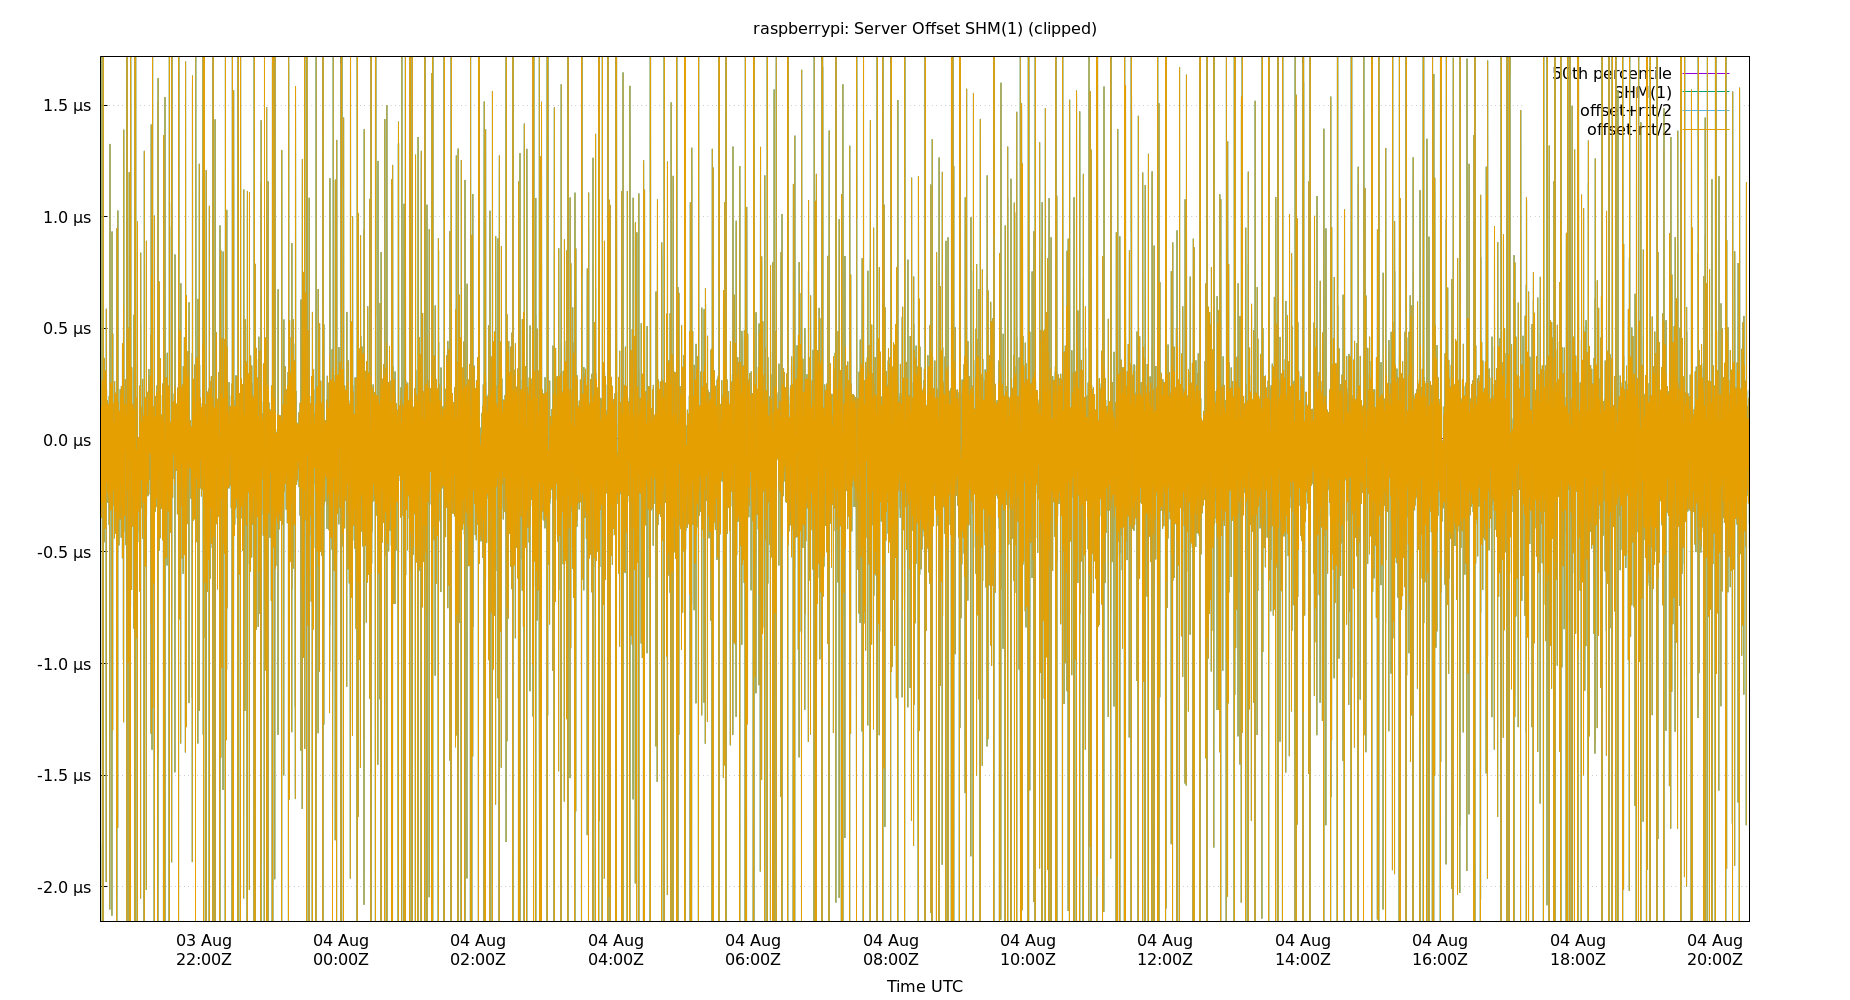 raspberrypi: Server Offset SHM(1) (clipped)
50th percentile
SHM(1)
offset+rtt/2
offset-rtt/2
1.5 µs
1.0 µs
0.5 µs
0.0 µs
-0.5 µs
-1.0 µs
-1.5 µs
-2.0 µs
03 Aug 04 Aug 04 Aug 04 Aug 04 Aug 04 Aug 04 Aug 04 Aug 04 Aug 04 Aug 04 Aug 04 Aug
22:00Z 00:00Z 02:00Z 04:00Z 06:00Z 08:00Z 10:00Z 12:00Z 14:00Z 16:00Z 18:00Z 20:00Z
Time UTC